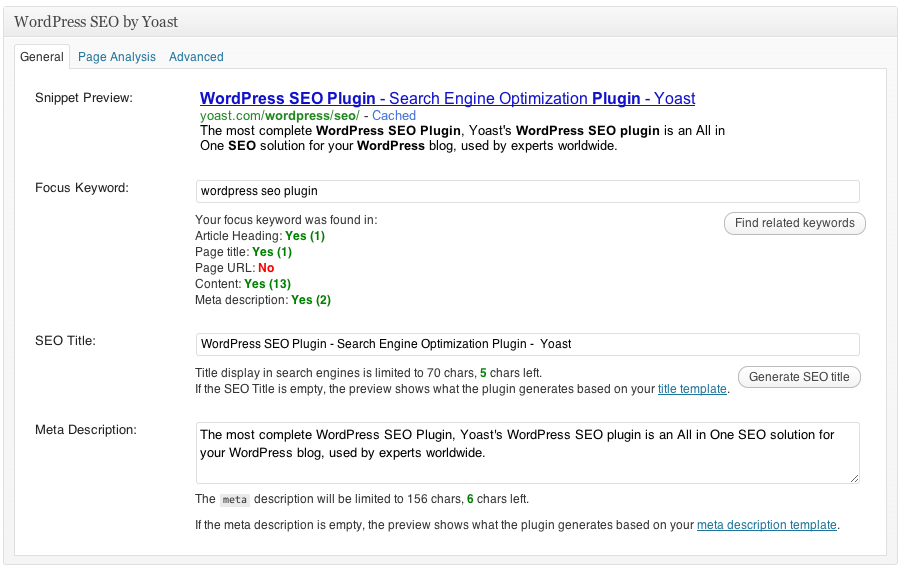 WordPress SEO by Yoast
General Page Analysis Advanced
Snippet Preview:
WordPress SEO Plugin - Search Engine Optimization Plugin - Yoast
yoast.com/wordpress/seo/ - Cached
The most complete WordPress SEO Plugin, Yoast's WordPress SEO plugin is an All in
One SEO solution for your WordPress blog, used by experts worldwide.
Focus Keyword:
wordpress seo plugin
Your focus keyword was found in:
Find related keywords
Article Heading: Yes (1)
Page title: Yes (1)
Page URL: No
Content: Yes (13)
Meta description: Yes (2)
SEO Title:
WordPress SEO Plugin - Search Engine Optimization Plugin -  Yoast
Title display in search engines is limited to 70 chars, 5 chars left.
Generate SEO title
If the SEO Title is empty, the preview shows what the plugin generates based on your title template.
Meta Description:
The most complete WordPress SEO Plugin, Yoast's WordPress SEO plugin is an All in One SEO solution for
your WordPress blog, used by experts worldwide.
The meta description will be limited to 156 chars, 6 chars left.
If the meta description is empty, the preview shows what the plugin generates based on your meta description template.